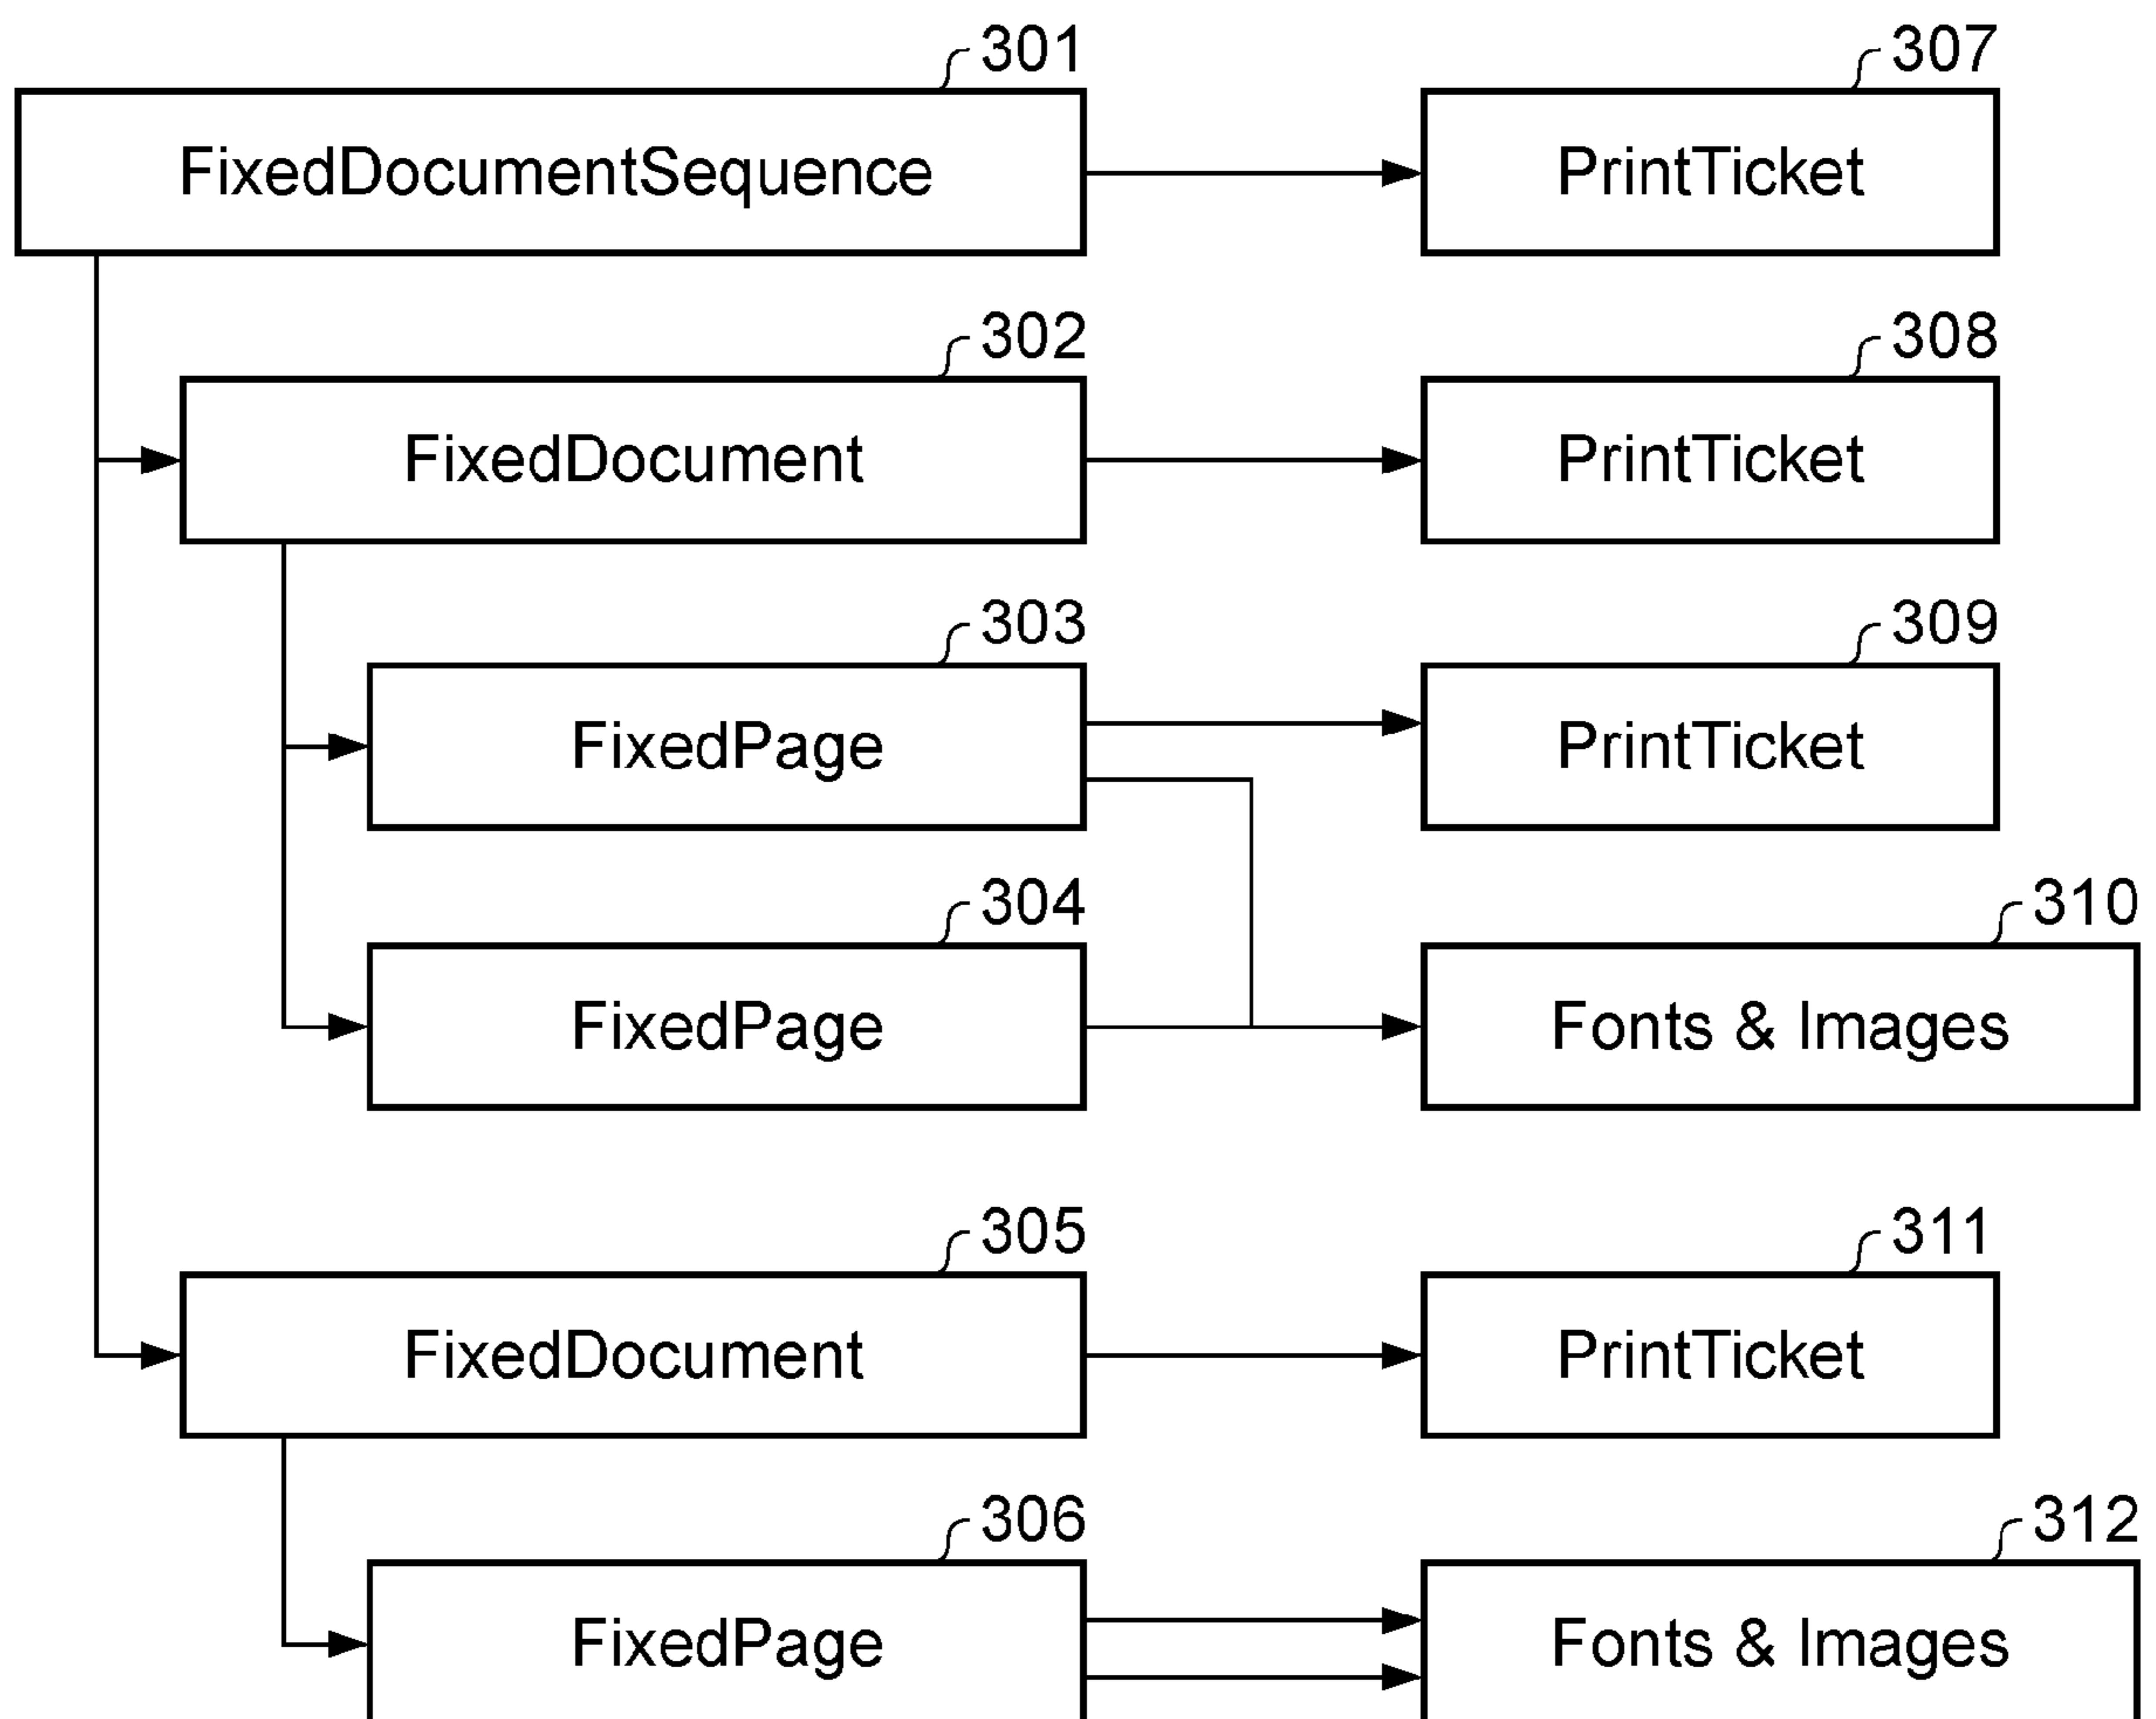 301
307
FixedDocumentSequence
PrintTicket
302
308
FixedDocument
PrintTicket
303
309
FixedPage
PrintTicket
304
310
FixedPage
Fonts & Images
305
311
FixedDocument
PrintTicket
306
312
FixedPage
Fonts & Images